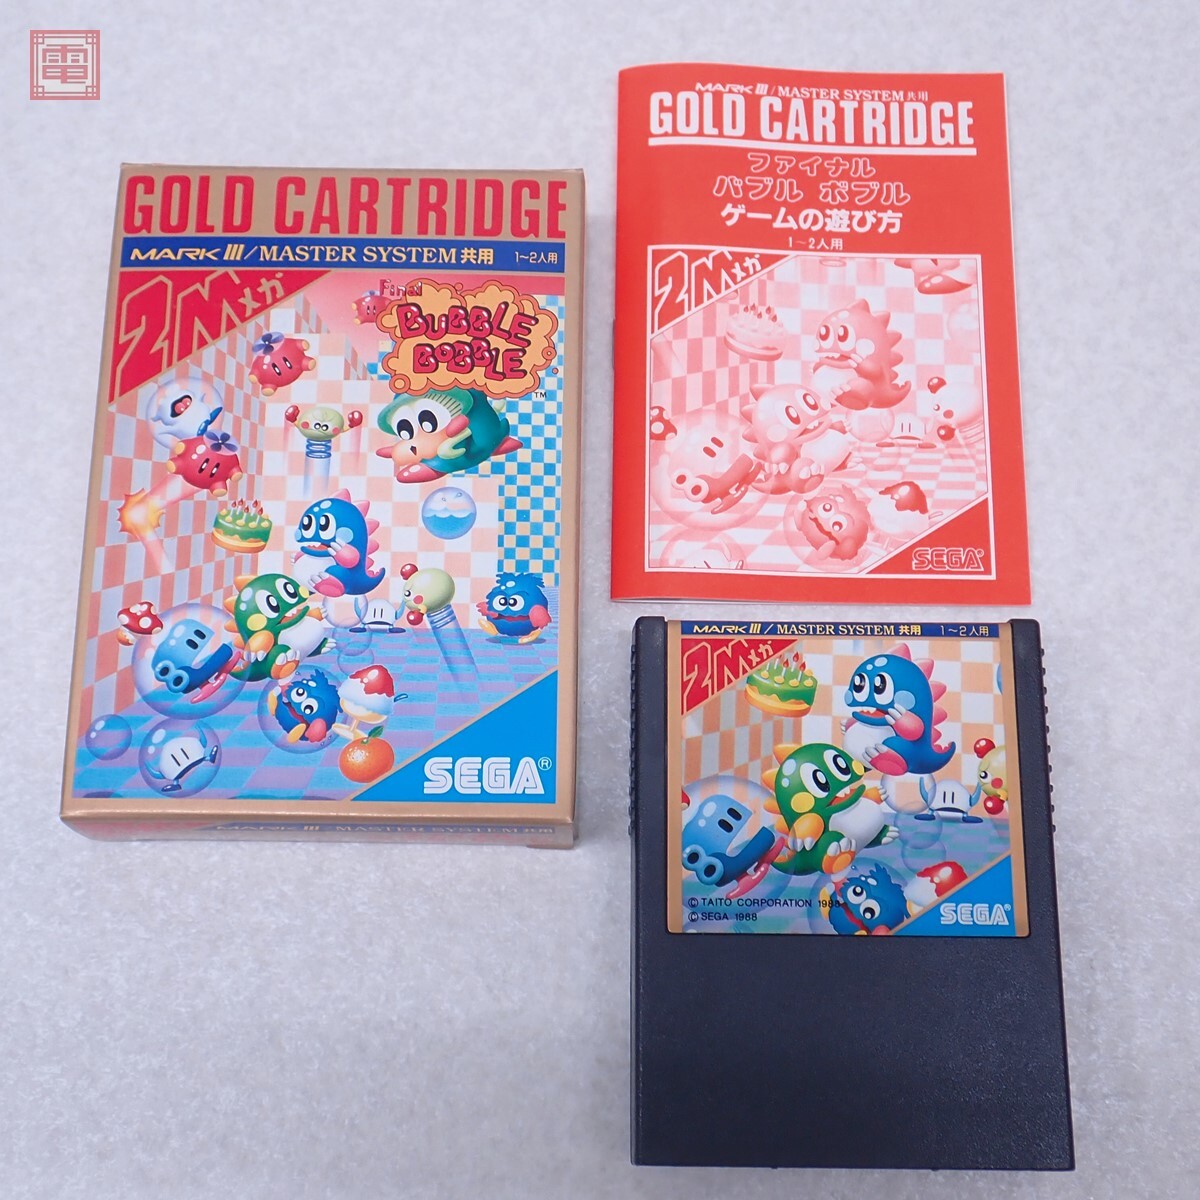 電
GOLD CARTRIDGE
MARK III / MASTER SYSTEM 共用 1~2人用
2Mメガ
Final
BUBBLE
BOBBLE
TM
SEGA®
MARK III / MASTER SYSTEM 共用
MARK III / MASTER SYSTEM 共用
GOLD CARTRIDGE
ファイナル
バブル ボブル
ゲームの遊び方
1~2人用
2Mメガ
SEGA®
MARK III / MASTER SYSTEM 共用 1~2人用
2Mメガ
© TAITO CORPORATION 1988
© SEGA 1988
SEGA®